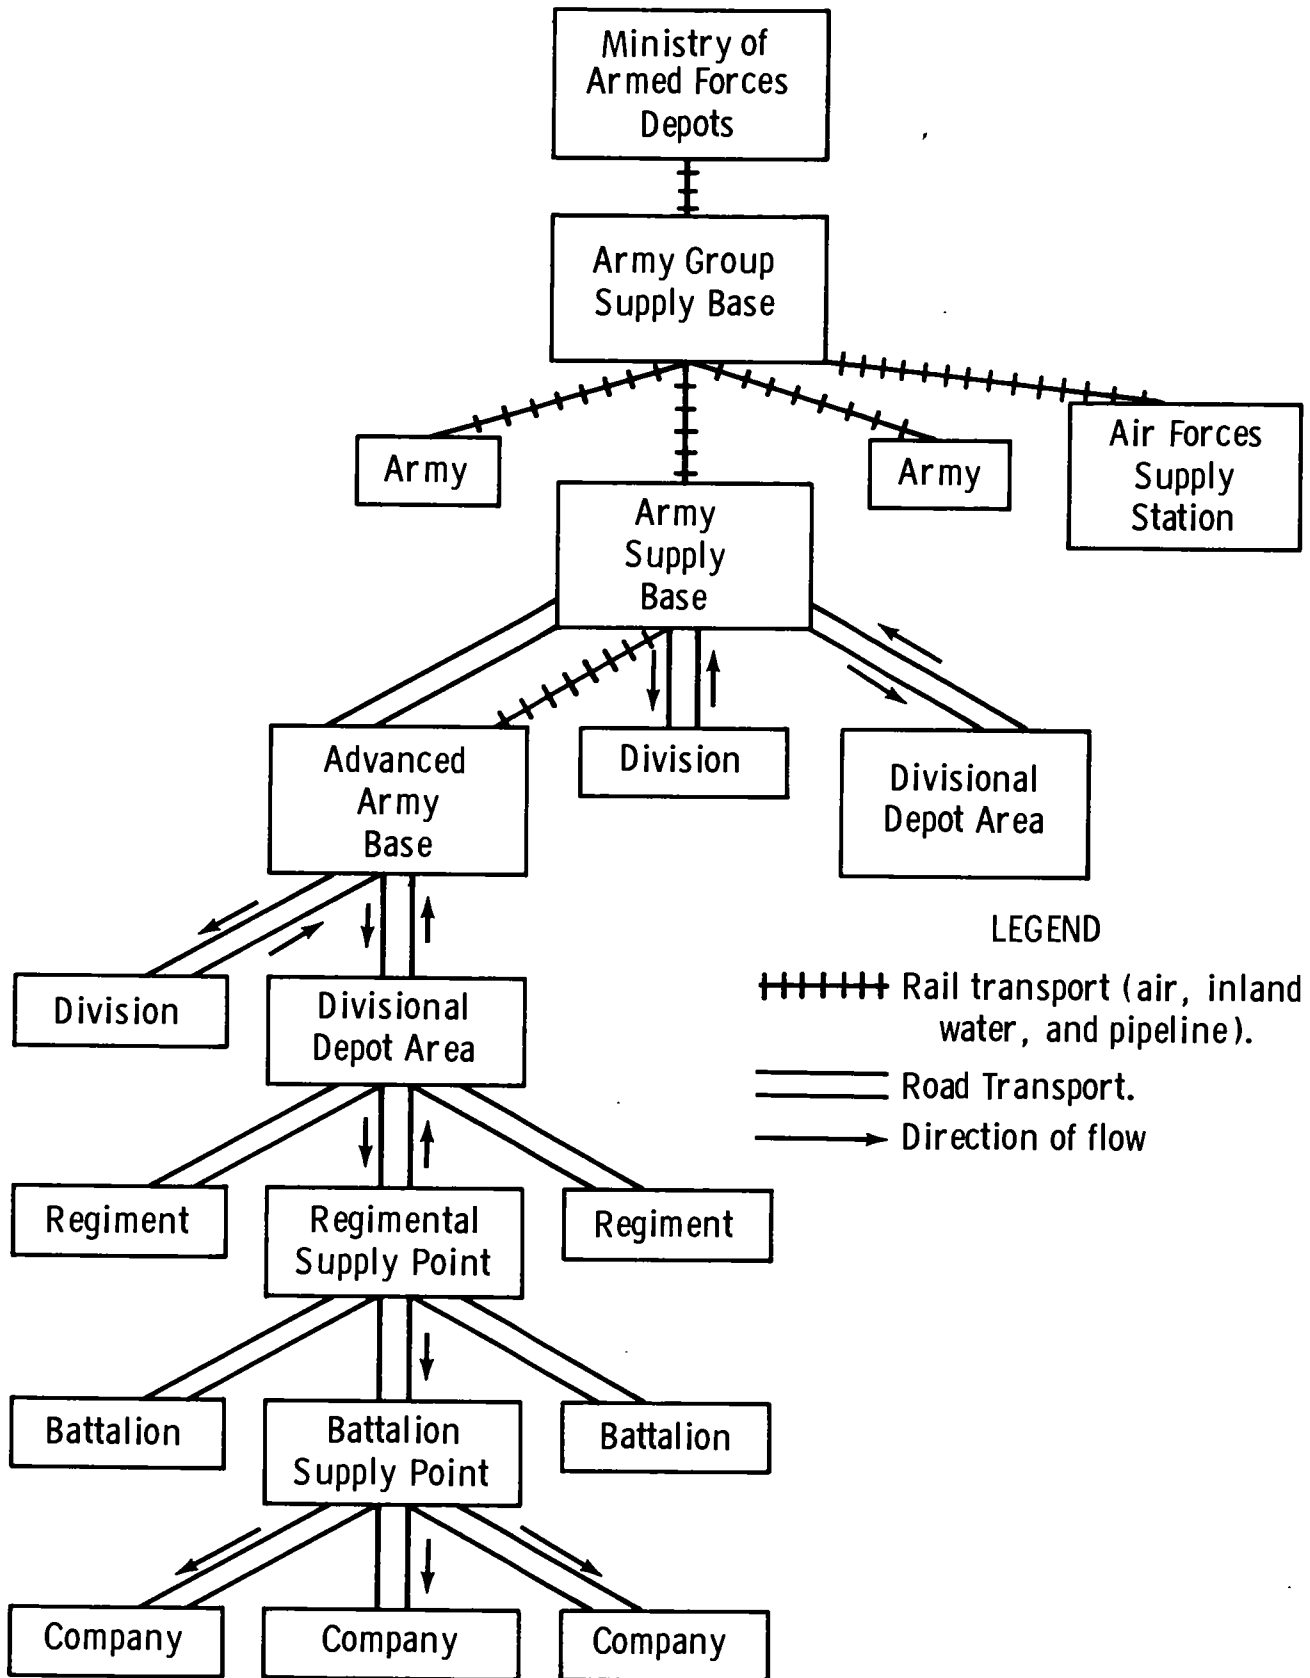 Ministry of
Armed Forces
Depots
Army Group
Supply Base
Army
Army
Air Forces
Supply
Station
Army
Supply
Base
Advanced
Army
Base
Division
Divisional
Depot Area
LEGEND
Rail transport (air, inland
water, and pipeline).
Road Transport.
Direction of flow
Division
Divisional
Depot Area
Regiment
Regimental
Supply Point
Regiment
Battalion
Battalion
Supply Point
Battalion
Company
Company
Company